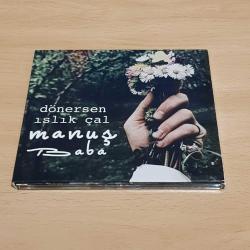 dönersen
ıslık çal
manuş
Baba